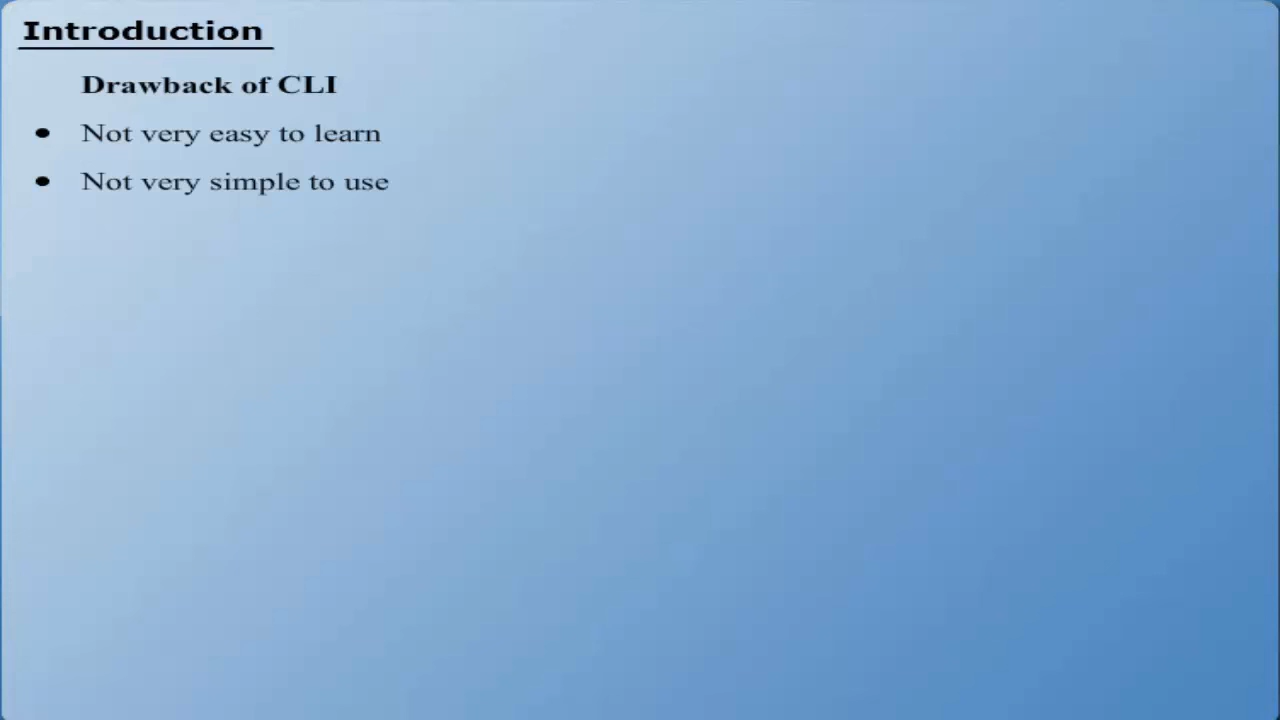 Introduction
Drawback of CLI
• Not very easy to learn
• Not very simple to use